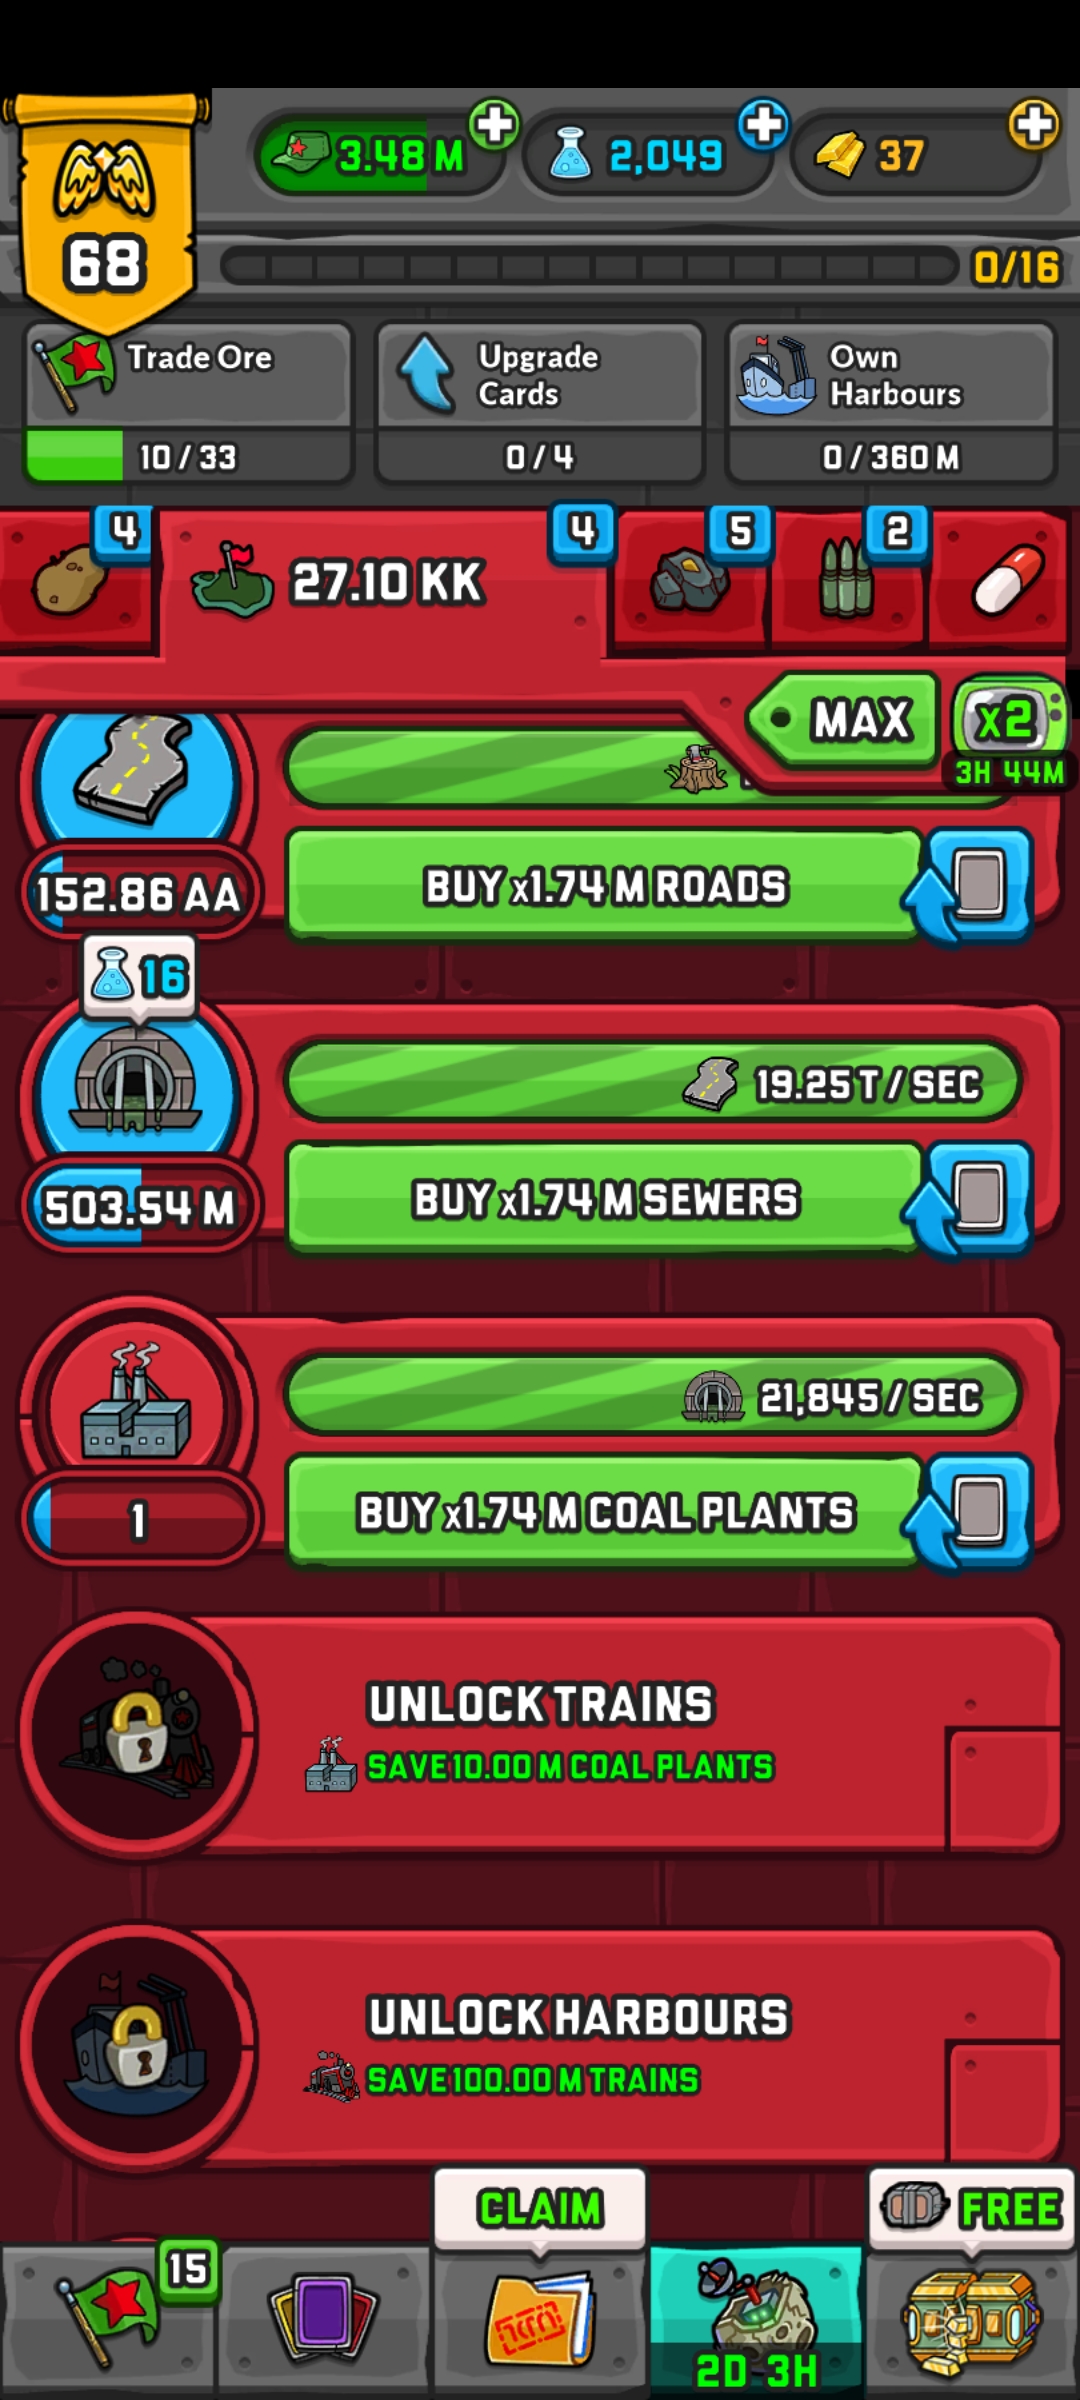 3.48 M
2,049
37
68
0/16
Trade Ore
10 / 33
Upgrade
Cards
0 / 4
Own
Harbours
0 / 360 M
4
27.10 KK
4
5
2
MAX
x2
3H 44M
152.86 AA
BUY x1.74 M ROADS
16
19.25 T / SEC
503.54 M
BUY x1.74 M SEWERS
21,845 / SEC
1
BUY x1.74 M COAL PLANTS
UNLOCK TRAINS
SAVE 10.00 M COAL PLANTS
UNLOCK HARBOURS
SAVE 100.00 M TRAINS
CLAIM
FREE
15
2D 3H